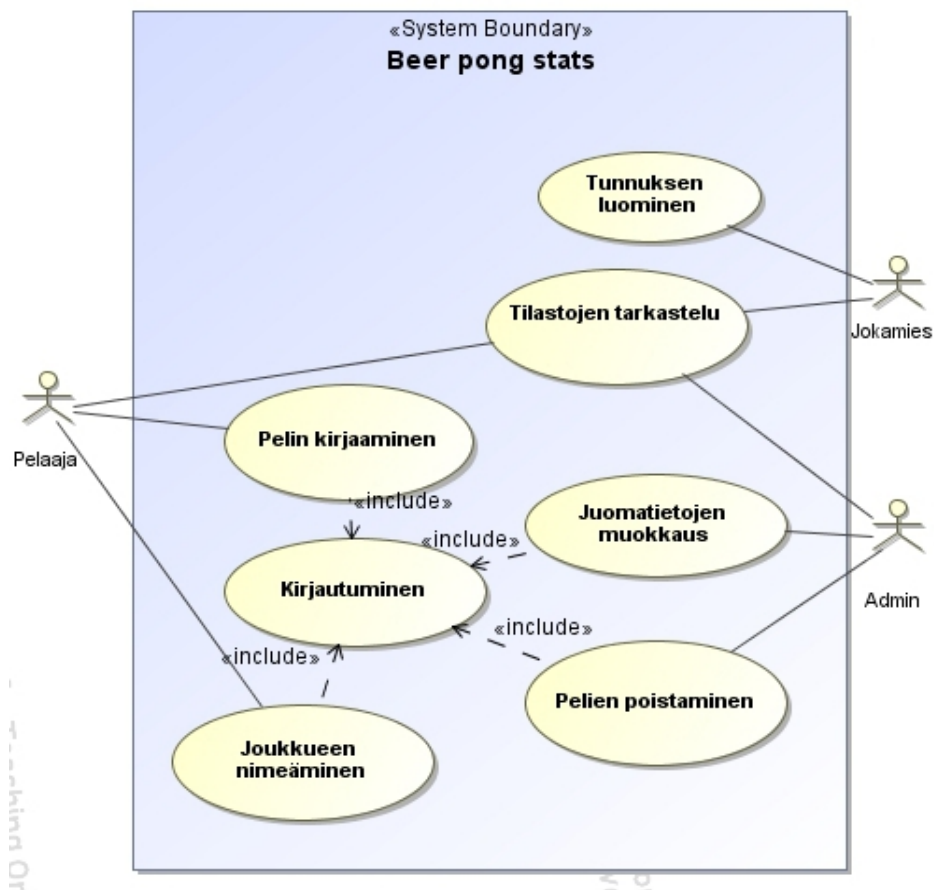 «System Boundary»
Beer pong stats
Tunnuksen
luominen
Tilastojen tarkastelu
Jokamies
Pelaaja
Pelin kirjaaminen
«include»
Juomatietojen
muokkaus
«include»
Kirjautuminen
Admin
«include»
«include»
Pelien poistaminen
Joukkueen
nimeäminen